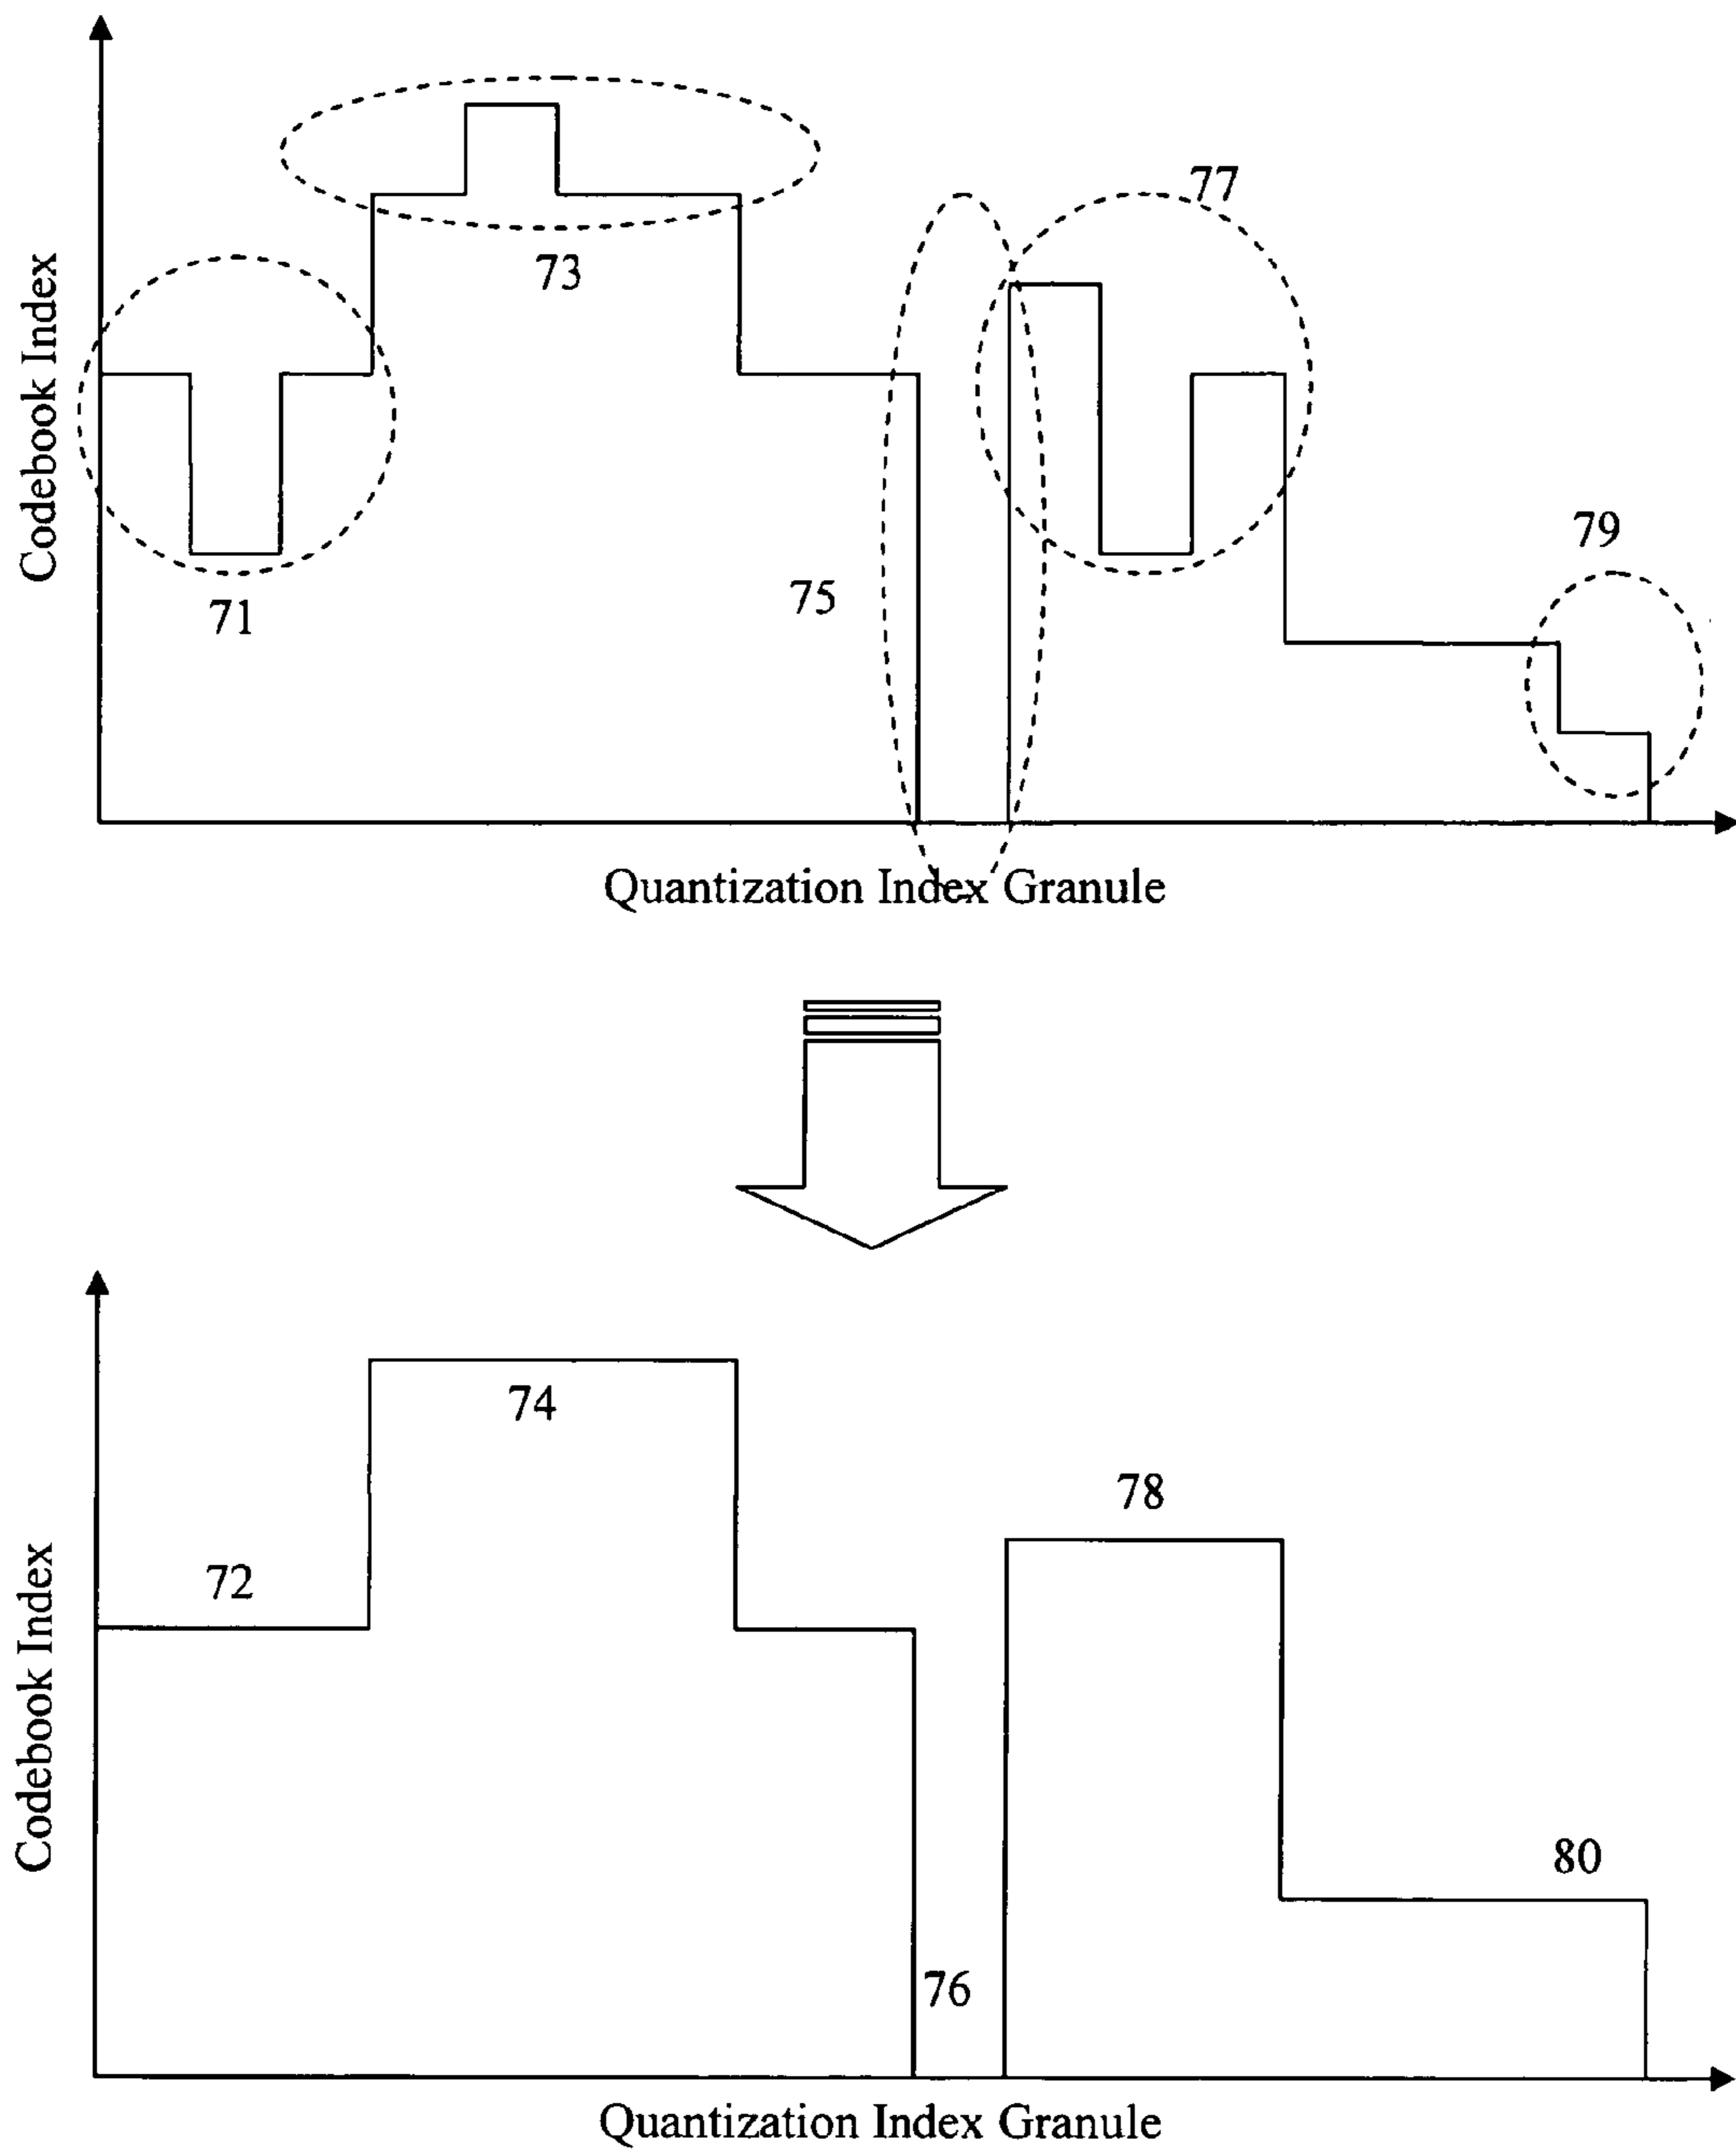 77
73
Codebook Index
79
75
71
Quantization Index Granule
74
78
72
Codebook Index
80
76
Quantization Index Granule